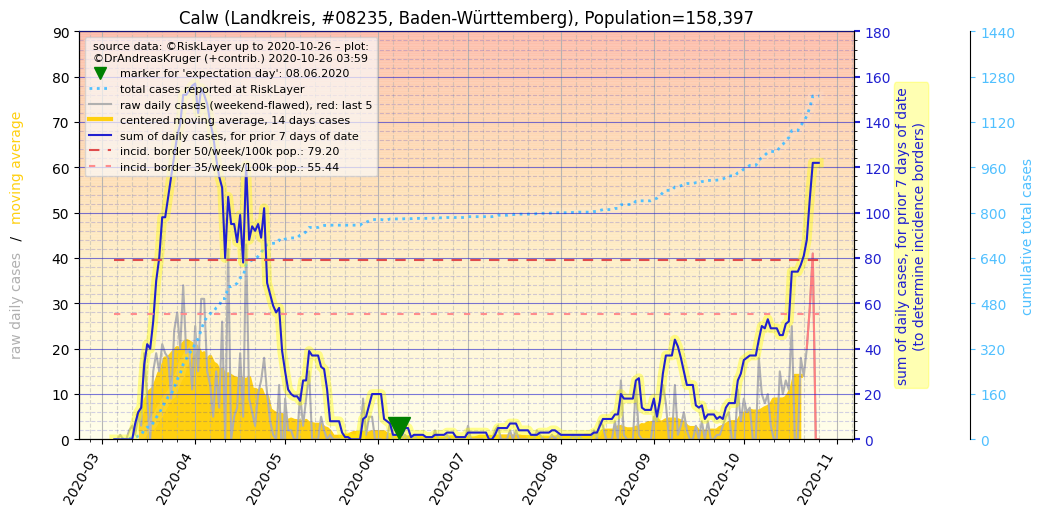 Calw (Landkreis, #08235, Baden-Württemberg), Population=158,397
source data: ©RiskLayer up to 2020-10-26 – plot:
©DrAndreasKruger (+contrib.) 2020-10-26 03:59
marker for 'expectation day': 08.06.2020
total cases reported at RiskLayer
raw daily cases (weekend-flawed), red: last 5
centered moving average, 14 days cases
sum of daily cases, for prior 7 days of date
incid. border 50/week/100k pop.: 79.20
incid. border 35/week/100k pop.: 55.44
raw daily cases / moving average
90
80
70
60
50
40
30
20
10
0
180
160
140
120
100
80
60
40
20
0
sum of daily cases, for prior 7 days of date
(to determine incidence borders)
1440
1280
1120
960
800
640
480
320
160
0
cumulative total cases
2020-03
2020-04
2020-05
2020-06
2020-07
2020-08
2020-09
2020-10
2020-11